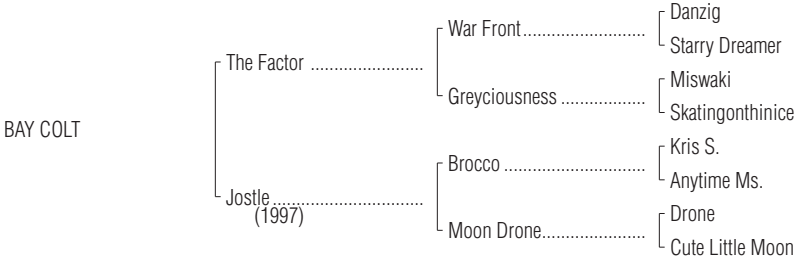 Danzig
War Front............................
Starry Dreamer
The Factor ..........................
Miswaki
Greyciousness ....................
Skatingonthinice
BAY COLT
Kris S.
Brocco ................................
Anytime Ms.
Jostle..................................
(1997)
Drone
Moon Drone........................
Cute Little Moon